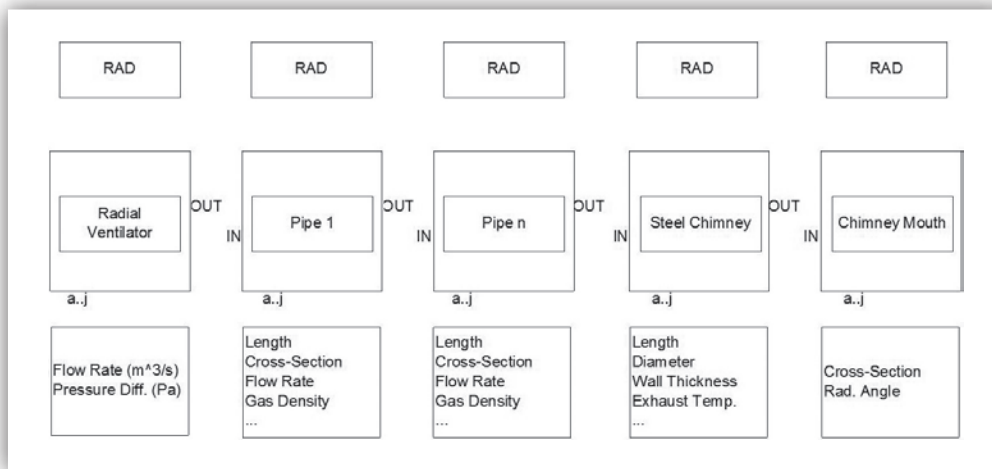 RAD
RAD
RAD
RAD
RAD
Radial
Ventilator
OUT
IN
Pipe 1
OUT
IN
Pipe n
OUT
IN
Steel Chimney
OUT
IN
Chimney Mouth
a..j
a..j
a..j
a..j
a..j
Flow Rate (m^3/s)
Pressure Diff. (Pa)
Length
Cross-Section
Flow Rate
Gas Density
...
Length
Cross-Section
Flow Rate
Gas Density
...
Length
Diameter
Wall Thickness
Exhaust Temp.
...
Cross-Section
Rad. Angle